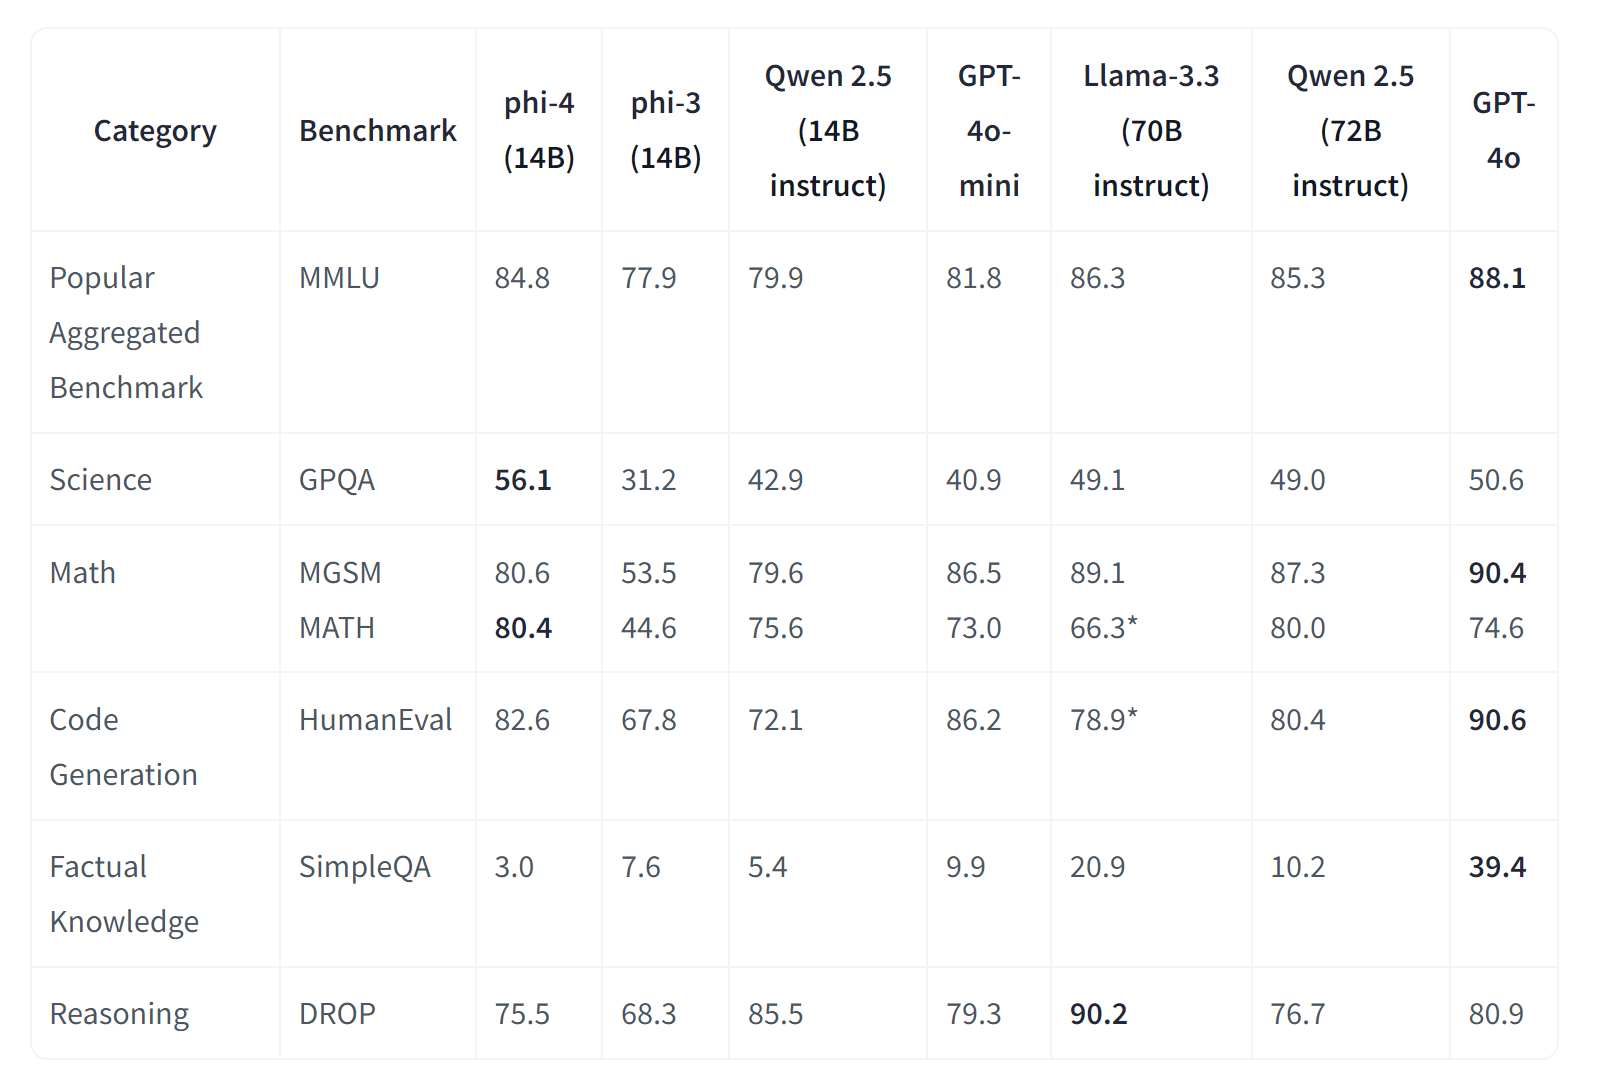 Category Benchmark phi-4 (14B) phi-3 (14B) Qwen 2.5 (14B instruct) GPT-4o-mini Llama-3.3 (70B instruct) Qwen 2.5 (72B instruct) GPT-4o
Popular Aggregated Benchmark MMLU 84.8 77.9 79.9 81.8 86.3 85.3 88.1
Science GPQA 56.1 31.2 42.9 40.9 49.1 49.0 50.6
Math MGSM 80.6 53.5 79.6 86.5 89.1 87.3 90.4
MATH 80.4 44.6 75.6 73.0 66.3* 80.0 74.6
Code Generation HumanEval 82.6 67.8 72.1 86.2 78.9* 80.4 90.6
Factual Knowledge SimpleQA 3.0 7.6 5.4 9.9 20.9 10.2 39.4
Reasoning DROP 75.5 68.3 85.5 79.3 90.2 76.7 80.9